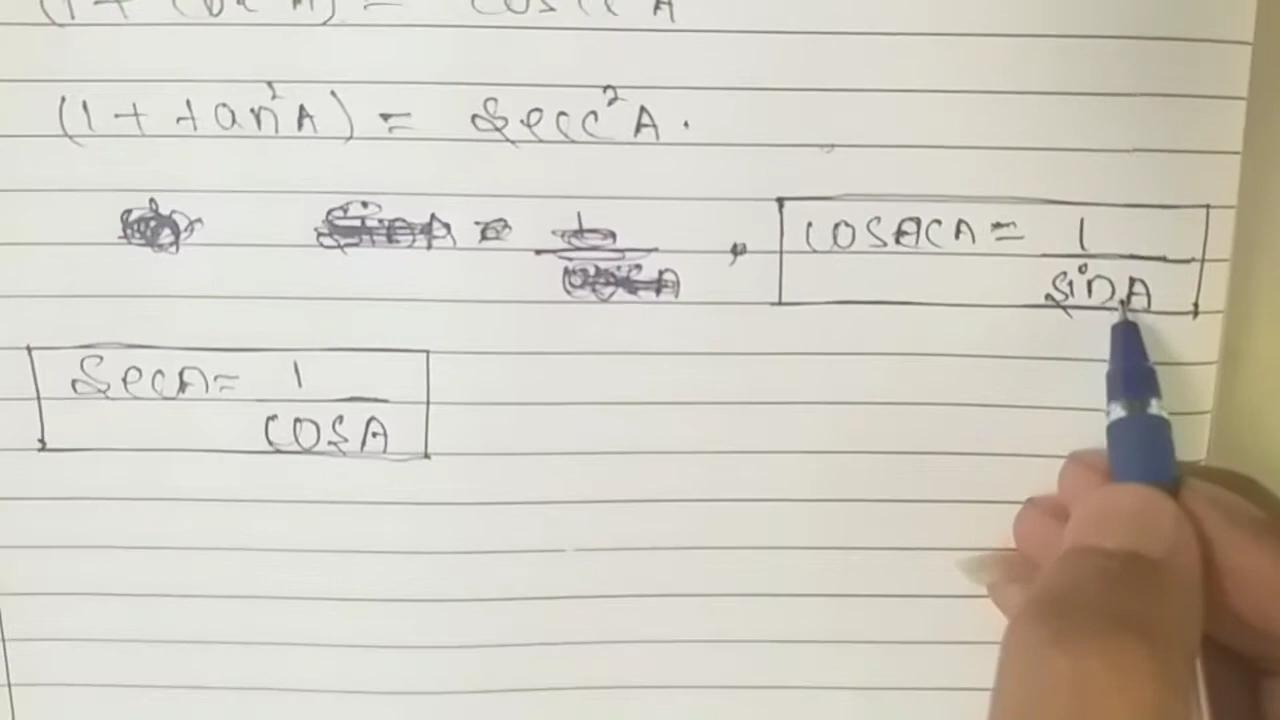 (1 + tan²A) = Sec²A.
cosecA = 1
sinA
SecA = 1
cosA